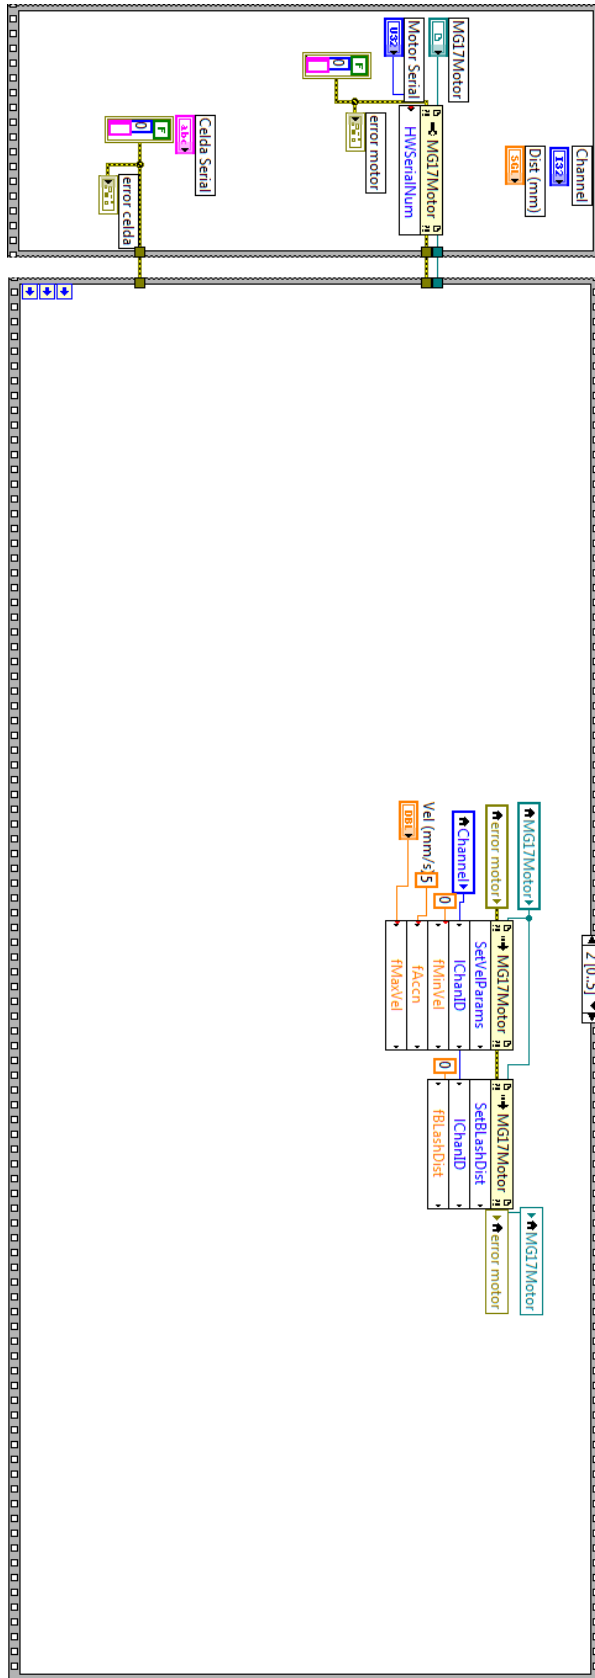 Channel
I32
Dist (mm)
SGL
MG17Motor
Motor Serial
U32
MG17Motor
HWSerialNum
F
0
error motor
Celda Serial
abc
F
0
error celda
2 [0..5]
MG17Motor
error motor
Channel
Vel (mm/s)
DBL
5
0
MG17Motor
SetVelParams
lChanID
fMinVel
fAccn
fMaxVel
0
MG17Motor
SetBLashDist
lChanID
fBLashDist
MG17Motor
error motor